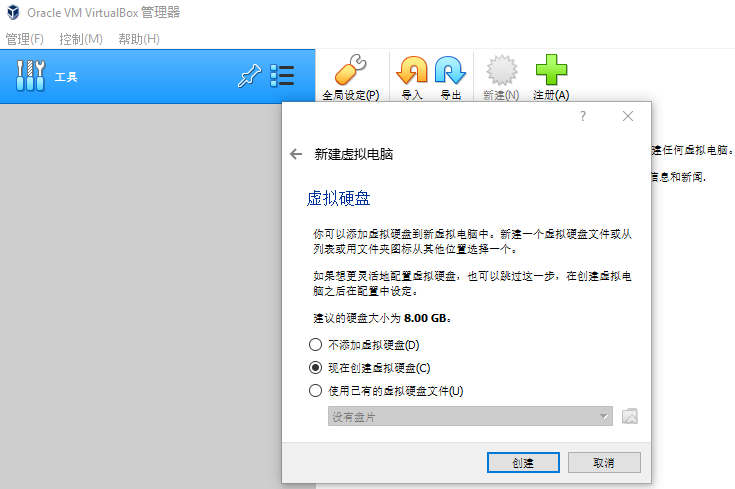 Oracle VM VirtualBox 管理器
管理(F) 控制(M) 帮助(H)
工具
全局设定(P) 导入 导出 新建(N) 注册(A)
?
新建虚拟电脑
建任何虚拟电脑。
信息和新闻.
虚拟硬盘
你可以添加虚拟硬盘到新虚拟电脑中。新建一个虚拟硬盘文件或从
列表或用文件夹图标从其他位置选择一个。
如果想更灵活地配置虚拟硬盘，也可以跳过这一步，在创建虚拟电
脑之后在配置中设定。
建议的硬盘大小为 8.00 GB。
不添加虚拟硬盘(D)
现在创建虚拟硬盘(C)
使用已有的虚拟硬盘文件(U)
没有盘片
创建 取消